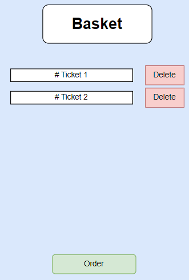 Basket
# Ticket 1 Delete
# Ticket 2 Delete
Order